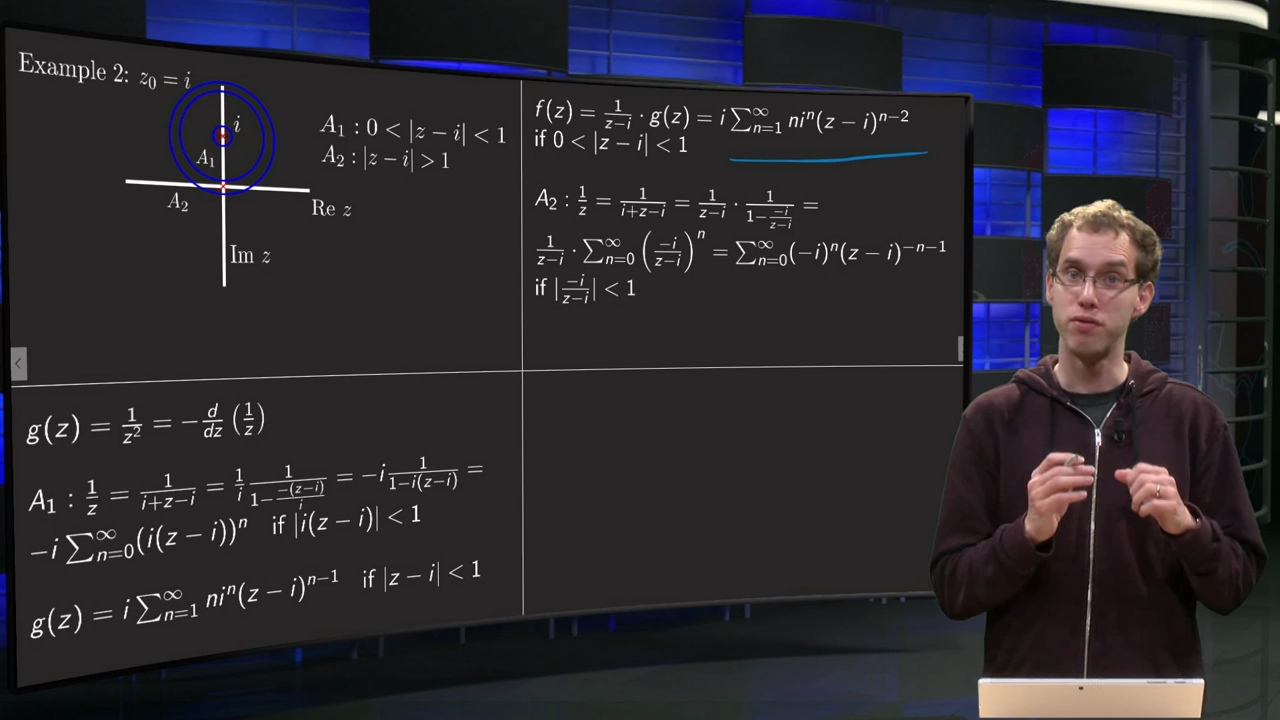 Example 2: z₀ = i
i
A₁
A₂
Re z
Im z
A₁ : 0 < |z − i| < 1
A₂ : |z − i| > 1
g(z) = 1/z² = −d/dz (1/z)
A₁ : 1/z = 1/(i+z−i) = 1/i 1/(1−(−(z−i))/i) = −i 1/(1−i(z−i)) =
−i ∑_{n=0}^{∞} (i(z − i))ⁿ if |i(z − i)| < 1
g(z) = i ∑_{n=1}^{∞} niⁿ(z − i)ⁿ⁻¹ if |z − i| < 1
f(z) = 1/(z−i) · g(z) = i ∑_{n=1}^{∞} niⁿ(z − i)ⁿ⁻²
if 0 < |z − i| < 1
A₂ : 1/z = 1/(i+z−i) = 1/(z−i) · 1/(1−(−i)/(z−i)) =
1/(z−i) · ∑_{n=0}^{∞} (−i/(z−i))ⁿ = ∑_{n=0}^{∞} (−i)ⁿ(z − i)⁻ⁿ⁻¹
if |−i/(z−i)| < 1